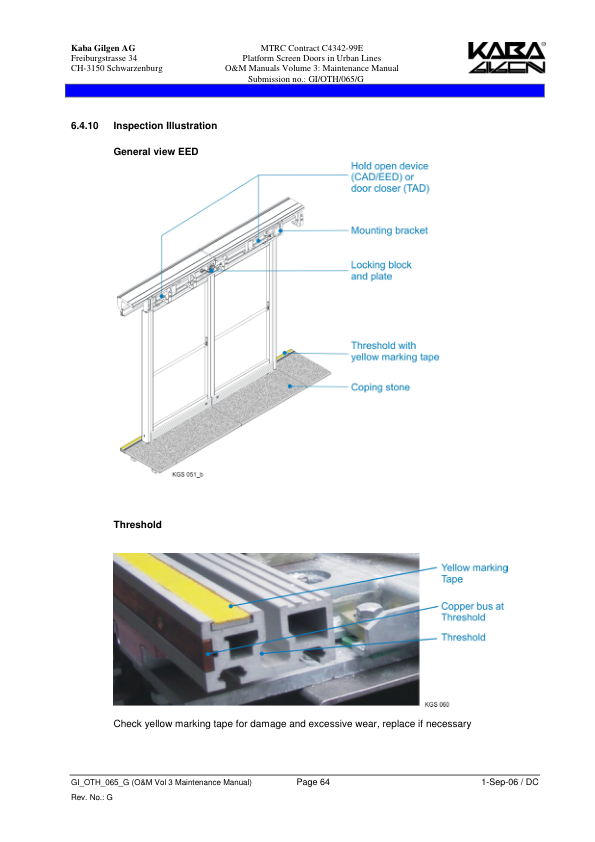 Kaba Gilgen AG
Freiburgstrasse 34
CH-3150 Schwarzenburg
MTRC Contract C4342-99E
Platform Screen Doors in Urban Lines
O&M Manuals Volume 3: Maintenance Manual
Submission no.: GI/OTH/065/G
KABA®
GILGEN
6.4.10 Inspection Illustration
General view EED
Hold open device
(CAD/EED) or
door closer (TAD)
Mounting bracket
Locking block
and plate
Threshold with
yellow marking tape
Coping stone
KGS 051_b
Threshold
Yellow marking
Tape
Copper bus at
Threshold
Threshold
KGS 060
Check yellow marking tape for damage and excessive wear, replace if necessary
GI_OTH_065_G (O&M Vol 3 Maintenance Manual) Page 64 1-Sep-06 / DC
Rev. No.: G